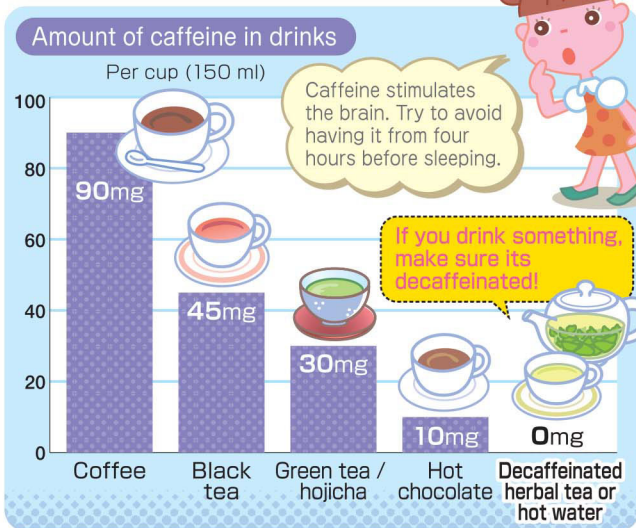 Amount of caffeine in drinks
Per cup (150 ml)
Caffeine stimulates
the brain. Try to avoid
having it from four
hours before sleeping.
If you drink something,
make sure its
decaffeinated!
100
80
60
40
20
0
90mg
45mg
30mg
10mg
0mg
Coffee
Black
tea
Green tea /
hojicha
Hot
chocolate
Decaffeinated
herbal tea or
hot water